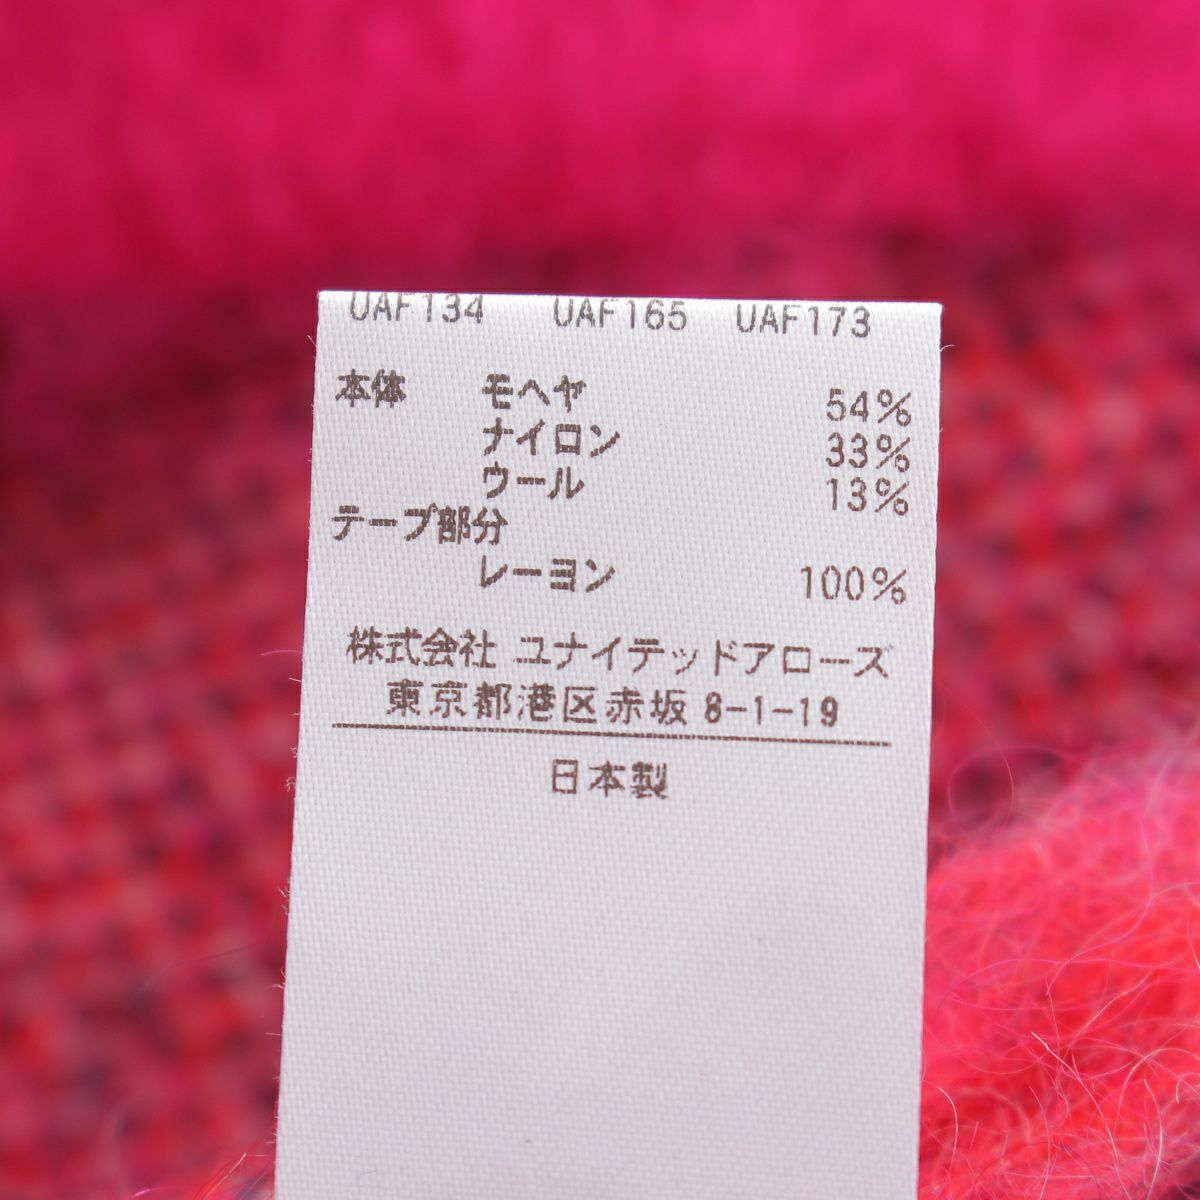 UAF134 UAF165 UAF173
本体 モヘヤ 54%
ナイロン 33%
ウール 13%
テープ部分
レーヨン 100%
株式会社 ユナイテッドアローズ
東京都港区赤坂 8-1-19
日本製